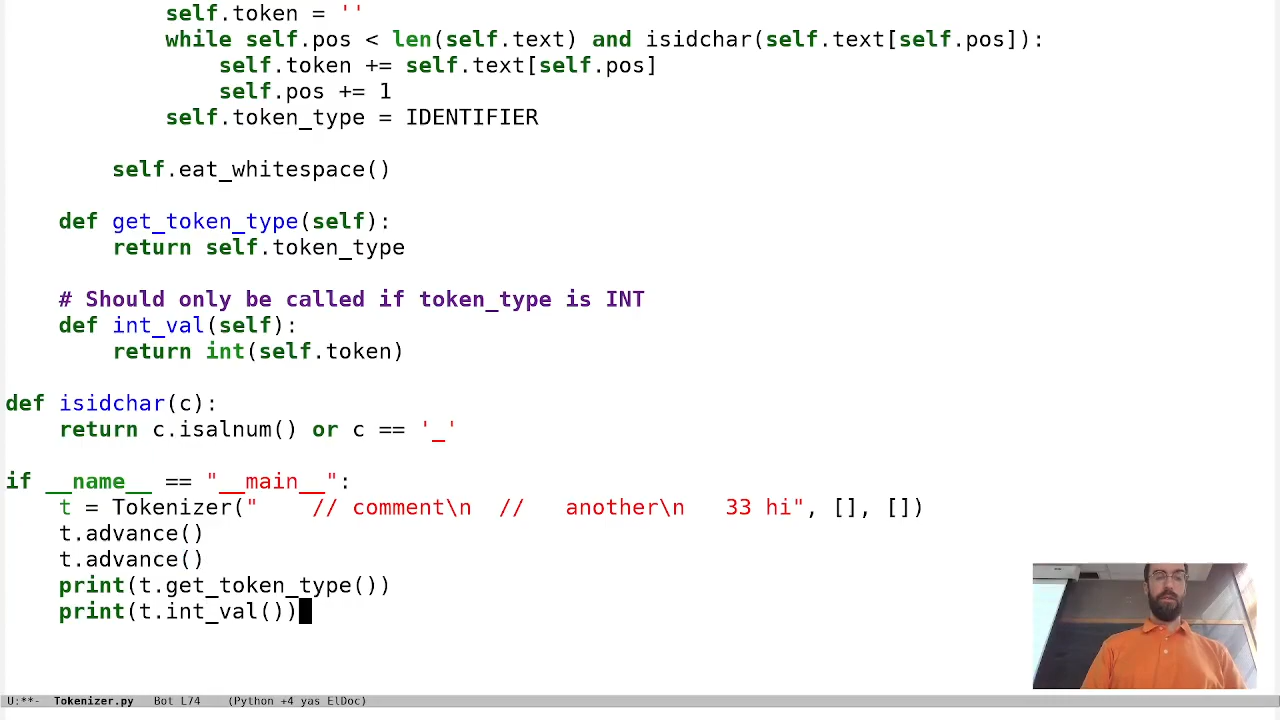 self.token = ''
while self.pos < len(self.text) and isidchar(self.text[self.pos]):
self.token += self.text[self.pos]
self.pos += 1
self.token_type = IDENTIFIER
self.eat_whitespace()
def get_token_type(self):
return self.token_type
# Should only be called if token_type is INT
def int_val(self):
return int(self.token)
def isidchar(c):
return c.isalnum() or c == '_'
if __name__ == "__main__":
t = Tokenizer("    // comment\n  //   another\n   33 hi", [], [])
t.advance()
t.advance()
print(t.get_token_type())
print(t.int_val())
U:**-  Tokenizer.py   Bot L74    (Python +4 yas ElDoc)